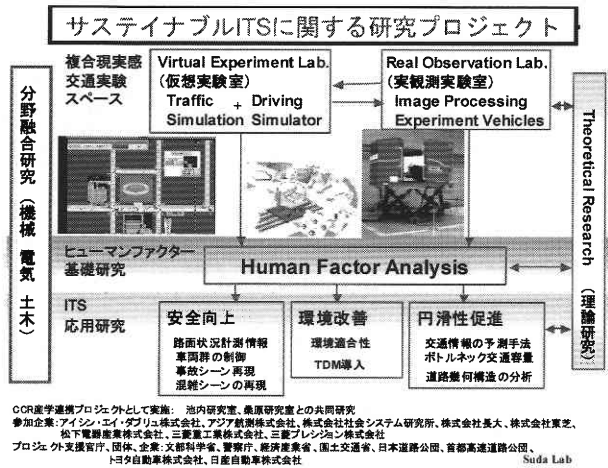 サステイナブルITSに関する研究プロジェクト
複合現実感
交通実験
スペース
Virtual Experiment Lab.
(仮想実験室)
Traffic + Driving
Simulation Simulator
Real Observation Lab.
(実観測実験室)
Image Processing
Experiment Vehicles
分野融合研究 (機械 電気 土木)
Theoretical Research (理論研究)
ヒューマンファクター
基礎研究
Human Factor Analysis
ITS
応用研究
安全向上
路面状況計測情報
車両群の制御
事故シーン再現
混雑シーンの再現
環境改善
環境適合性
TDM導入
円滑性促進
交通情報の予測手法
ボトルネック交通容量
道路幾何構造の分析
CCR産学連携プロジェクトとして実施: 池内研究室、桑原研究室との共同研究
参加企業:アイシン・エイ・ダブリュ株式会社、アジア航測株式会社、株式会社社会システム研究所、株式会社長大、株式会社東芝、
松下電器産業株式会社、三菱重工業株式会社、三菱プレシジョン株式会社
プロジェクト支援官庁、団体、企業:文部科学省、警察庁、経済産業省、国土交通省、日本道路公団、首都高速道路公団、
トヨタ自動車株式会社、日産自動車株式会社
Suda Lab